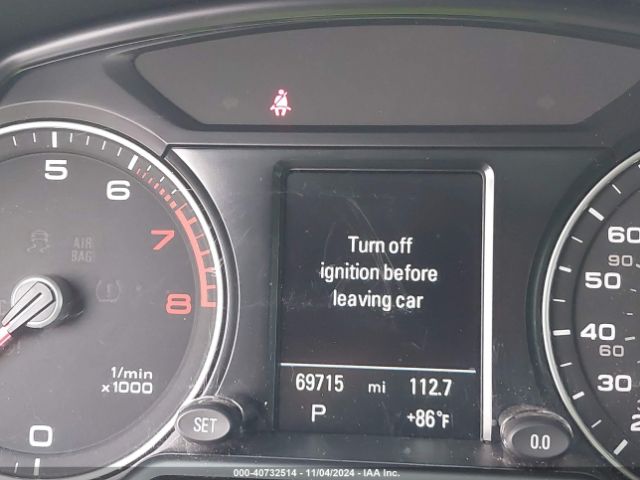 5
6
7
8
AIR
BAG
1/min
x1000
0
Turn off
ignition before
leaving car
69715 mi 112.7
P +86°F
SET
0.0
60
90
50
40
60
30
000-40732514 - 11/04/2024 - IAA Inc.